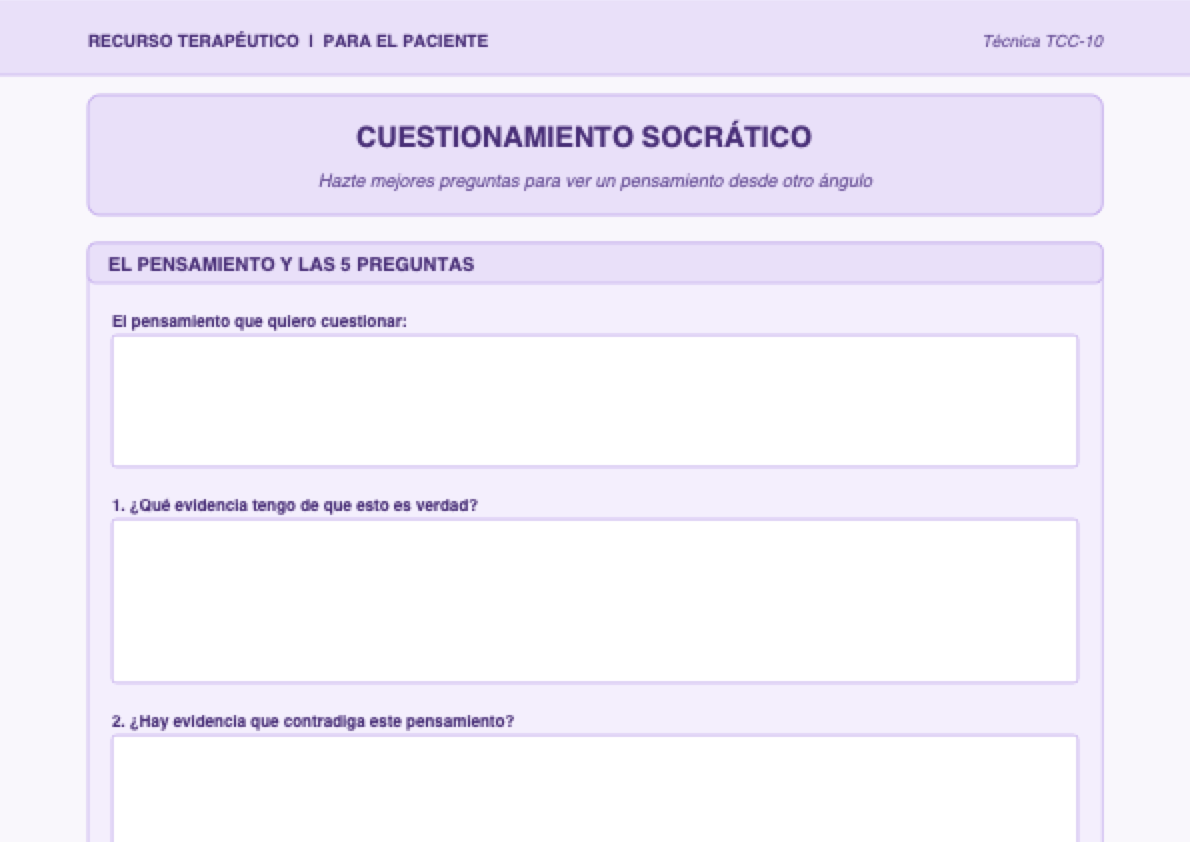 RECURSO TERAPÉUTICO | PARA EL PACIENTE
Técnica TCC-10
CUESTIONAMIENTO SOCRÁTICO
Hazte mejores preguntas para ver un pensamiento desde otro ángulo
EL PENSAMIENTO Y LAS 5 PREGUNTAS
El pensamiento que quiero cuestionar:
1. ¿Qué evidencia tengo de que esto es verdad?
2. ¿Hay evidencia que contradiga este pensamiento?